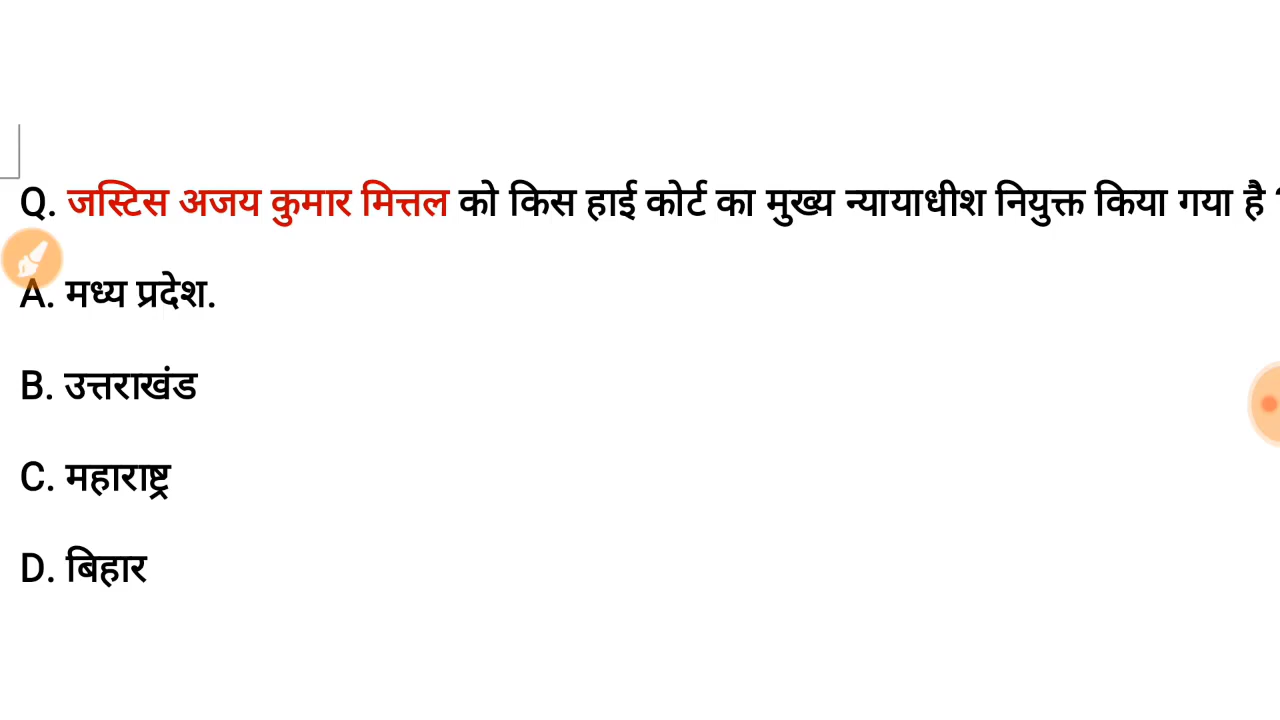 Q. जस्टिस अजय कुमार मित्तल को किस हाई कोर्ट का मुख्य न्यायाधीश नियुक्त किया गया है ?
A. मध्य प्रदेश.
B. उत्तराखंड
C. महाराष्ट्र
D. बिहार